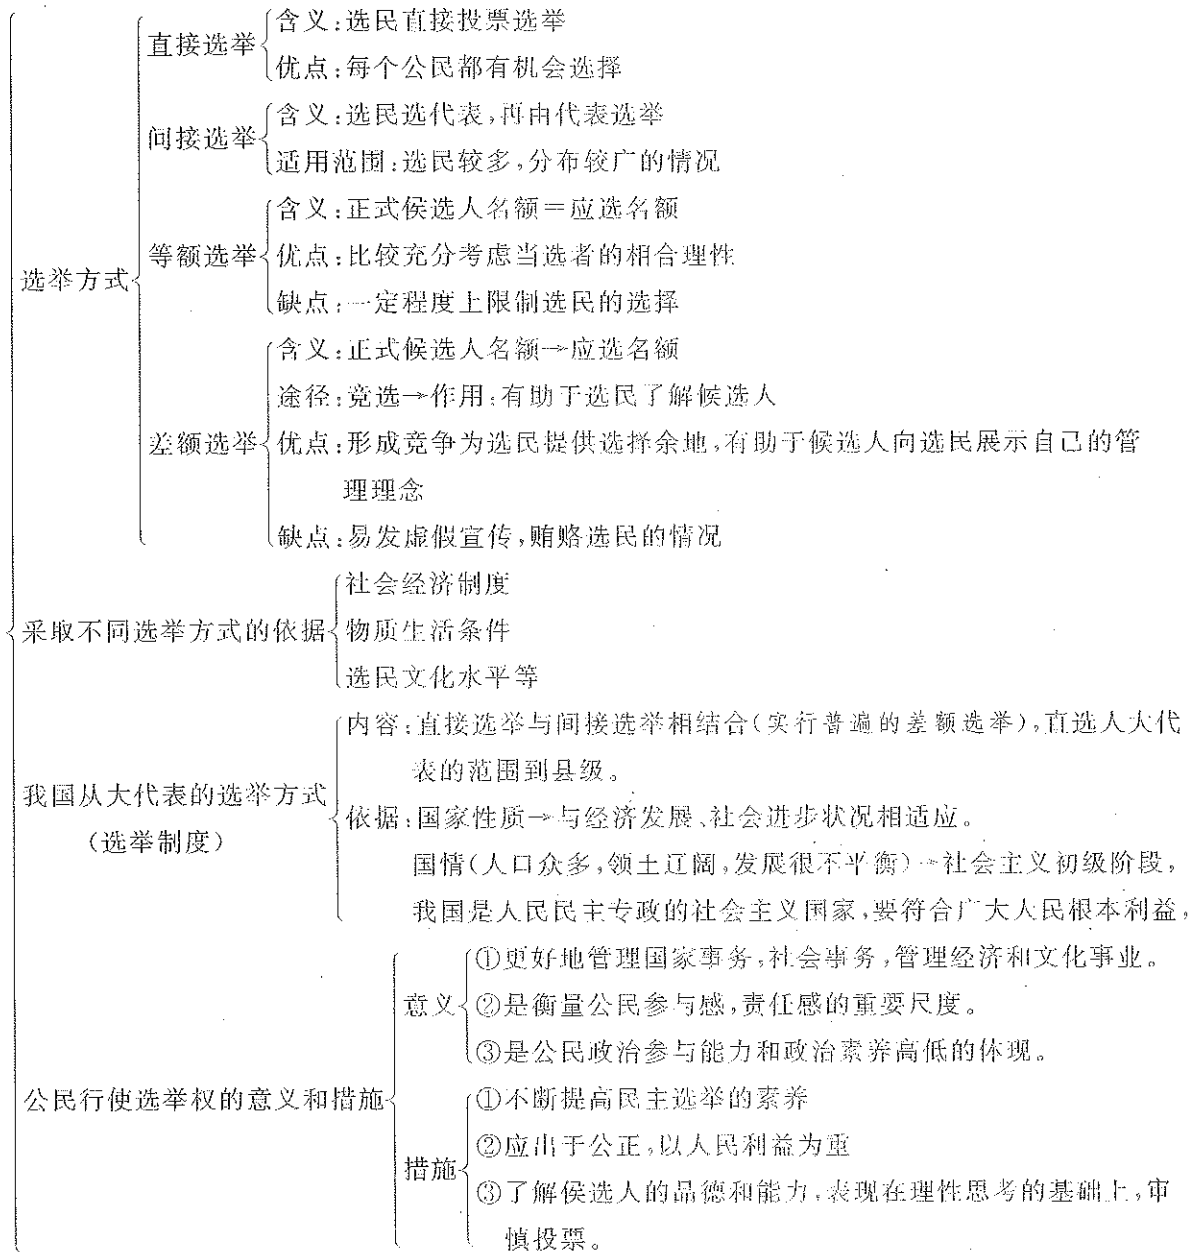 直接选举
含义:选民直接投票选举
优点:每个公民都有机会选择
间接选举
含义:选民选代表,再由代表选举
适用范围:选民较多,分布较广的情况
选举方式
等额选举
含义:正式侯选人名额=应选名额
优点:比较充分考虑当选者的相合理性
缺点:一定程度上限制选民的选择
差额选举
含义:正式候选人名额→应选名额
途径:竞选→作用:有助于选民了解候选人
优点:形成竞争为选民提供选择余地,有助于候选人向选民展示自己的管
理理念
缺点:易发虚假宣传,贿赂选民的情况
采取不同选举方式的依据
社会经济制度
物质生活条件
选民文化水平等
我国从大代表的选举方式
(选举制度)
内容:直接选举与间接选举相结合(实行普遍的差额选举),直选人大代
表的范围到县级。
依据:国家性质→与经济发展、社会进步状况相适应。
国情(人口众多,领土辽阔,发展很不平衡)→社会主义初级阶段,
我国是人民民主专政的社会主义国家,要符合广大人民根本利益,
公民行使选举权的意义和措施
意义
①更好地管理国家事务,社会事务,管理经济和文化事业。
②是衡量公民参与感,责任感的重要尺度。
③是公民政治参与能力和政治素养高低的体现。
措施
①不断提高民主选举的素养
②应出于公正,以人民利益为重
③了解侯选人的品德和能力,表现在理性思考的基础上,审
慎投票。